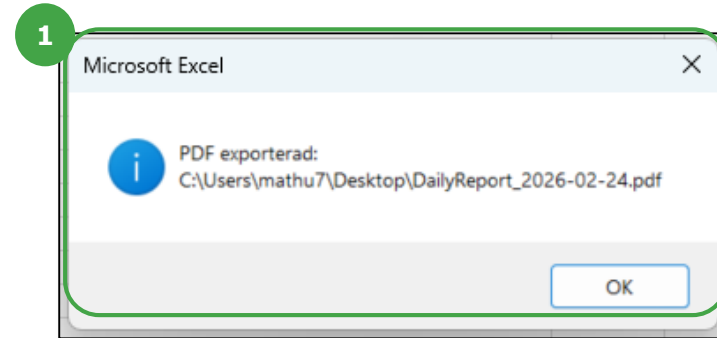 1
Microsoft Excel
PDF exporterad:
C:\Users\mathu7\Desktop\DailyReport_2026-02-24.pdf
OK